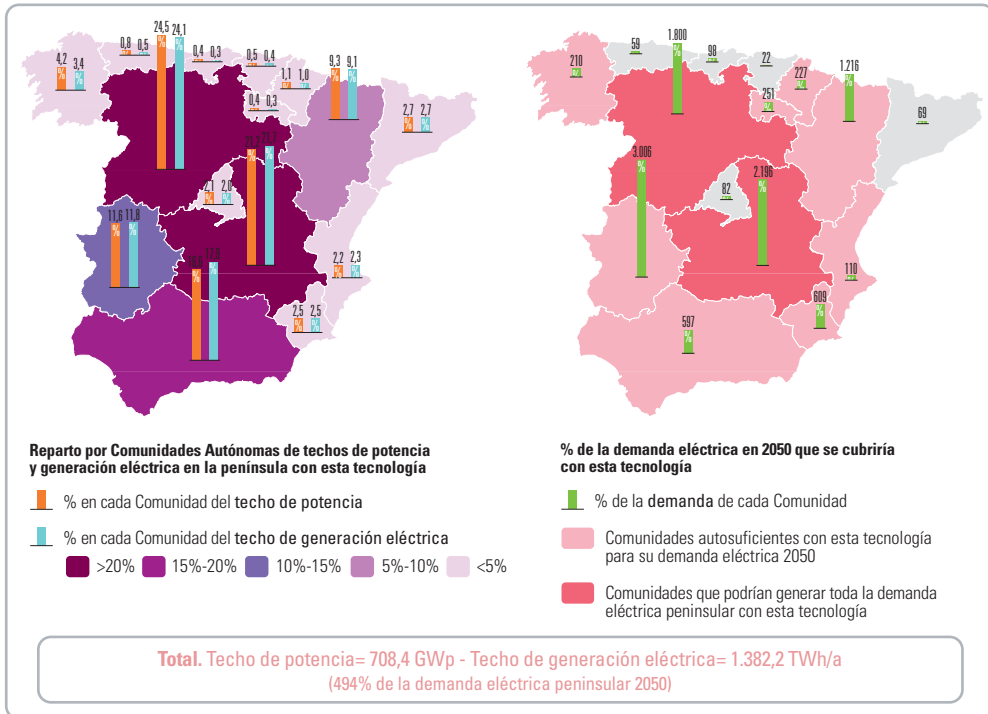 24,5 24,1
0,8 0,5
0,4 0,3
0,5 0,4
4,2 3,4
1,1 1,0
9,3 9,1
0,4 0,3
2,7 2,7
2,1 2,0
11,6 11,8
2,2 2,3
2,5 2,5
% % % % % % % % % % % % % % % % % % % % % %
59
1.800
98
22
210
227
1.216
251
69
3.006
82
2.196
110
609
597
% % % % % % % % %
Reparto por Comunidades Autónomas de techos de potencia
y generación eléctrica en la península con esta tecnología
% en cada Comunidad del techo de potencia
% en cada Comunidad del techo de generación eléctrica
>20% 15%-20% 10%-15% 5%-10% <5%
% de la demanda eléctrica en 2050 que se cubriría
con esta tecnología
% de la demanda de cada Comunidad
Comunidades autosuficientes con esta tecnología
para su demanda eléctrica 2050
Comunidades que podrían generar toda la demanda
eléctrica peninsular con esta tecnología
Total. Techo de potencia= 708,4 GWp - Techo de generación eléctrica= 1.382,2 TWh/a
(494% de la demanda eléctrica peninsular 2050)